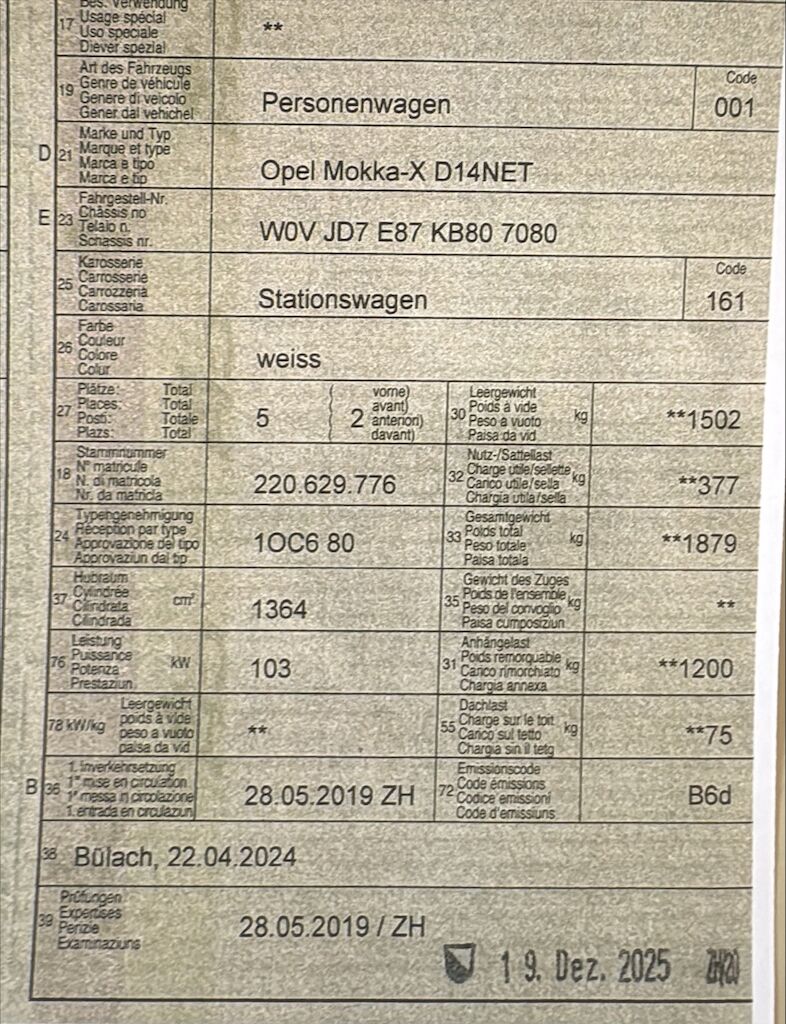 17 Bes. Verwendung
Usage spécial
Uso speciale
Diever spezial
**
19 Art des Fahrzeugs
Genre de véhicule
Genere di veicolo
Gener dal vehichel
Personenwagen
Code
001
D 21 Marke und Typ
Marque et type
Marca e tipo
Marca e tip
Opel Mokka-X D14NET
E 23 Fahrgestell-Nr.
Châssis no
Telaio n.
Schassis nr.
W0V JD7 E87 KB80 7080
25 Karosserie
Carrosserie
Carrozzeria
Carossaria
Stationswagen
Code
161
26 Farbe
Couleur
Colore
Colur
weiss
27 Plätze: Total
Places: Total
Posti: Totale
Plazs: Total
5
( vorne)
( avant)
2 anteriori)
( davant)
30 Leergewicht
Poids à vide
Peso a vuoto kg
Paisa da vid
**1502
18 Stammnummer
N° matricule
N. di matricola
Nr. da matricla
220.629.776
32 Nutz-/Sattellast
Charge utile/sellette kg
Carico utile/sella
Chargia utila/sella
**377
24 Typengenehmigung
Réception par type
Approvazione del tipo
Approvaziun dal tip
1OC6 80
33 Gesamtgewicht
Poids total kg
Peso totale
Paisa totala
**1879
37 Hubraum
Cylindrée cm³
Cilindrata
Cilindrada
1364
35 Gewicht des Zuges
Poids de l'ensemble
Peso del convoglio kg
Paisa cumposiziun
**
76 Leistung
Puissance kW
Potenza
Prestaziun
103
31 Anhängelast
Poids remorquable kg
Carico rimorchiato
Chargia annexa
**1200
78 kW/kg Leergewicht
poids à vide
peso a vuoto
paisa da vid
**
55 Dachlast
Charge sur le toit kg
Carico sul tetto
Chargia sin il tetg
**75
B 36 1. Inverkehrsetzung
1re mise en circulation
1a messa in circolazione
1. entrada en circulaziun
28.05.2019 ZH
72 Emissionscode
Code émissions
Codice emissioni
Code d'emissiuns
B6d
38 Bülach, 22.04.2024
39 Prüfungen
Expertises
Perizie
Examinaziuns
28.05.2019 / ZH
19. Dez. 2025